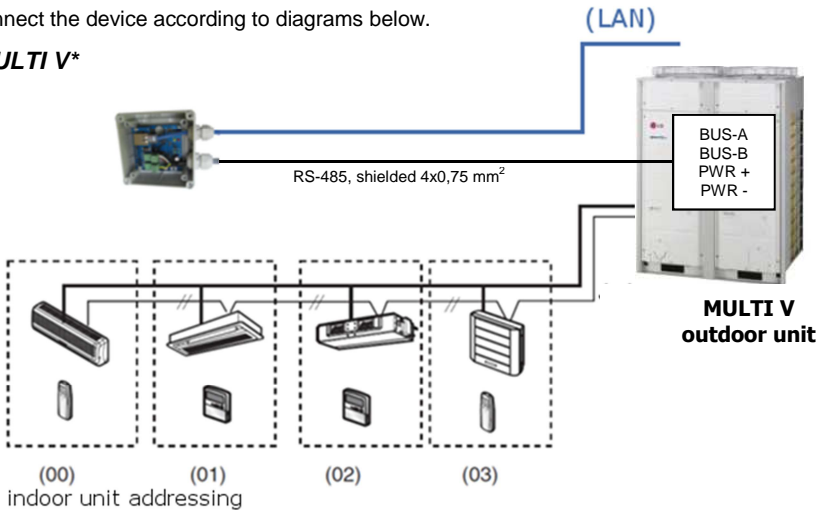 nnect the device according to diagrams below.
(LAN)
ULTI V*
BUS-A
BUS-B
PWR +
PWR -
RS-485, shielded 4x0,75 mm²
MULTI V
outdoor unit
(00) (01) (02) (03)
indoor unit addressing